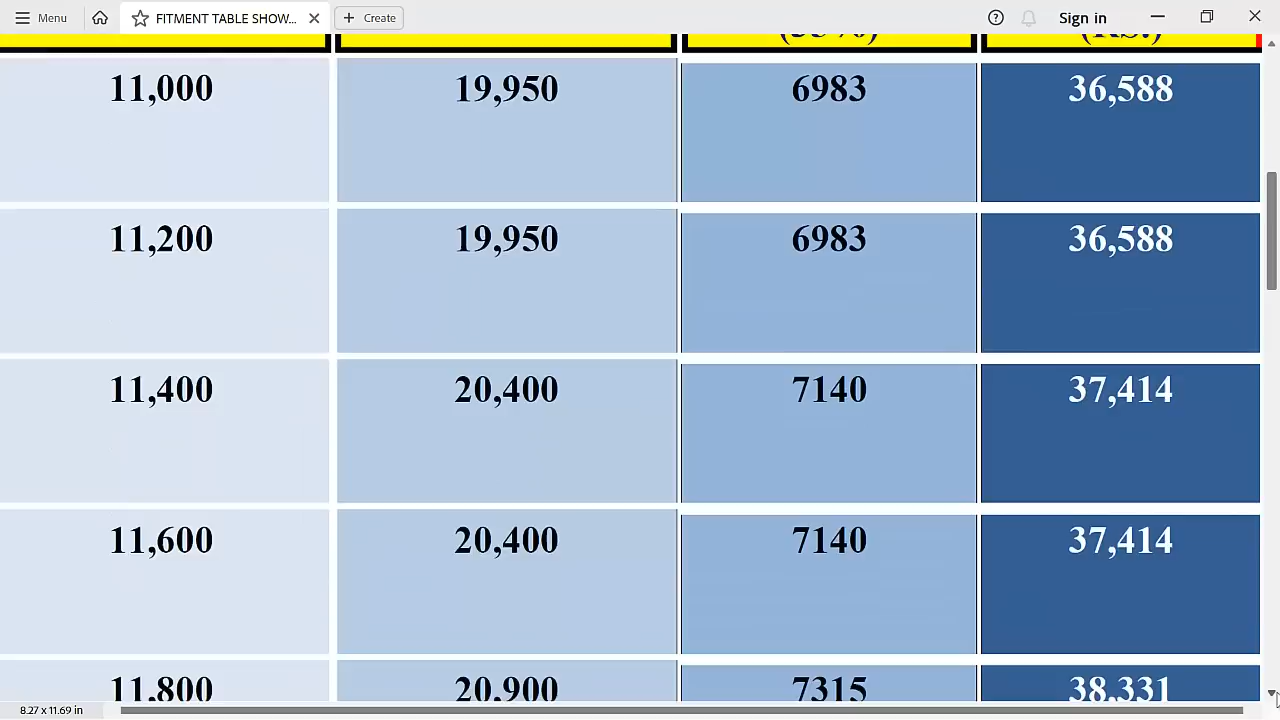 Menu FITMENT TABLE SHOW... Create Sign in
(35%) (RS.)
11,000 19,950 6983 36,588
11,200 19,950 6983 36,588
11,400 20,400 7140 37,414
11,600 20,400 7140 37,414
11,800 20,900 7315 38,331
8.27 x 11.69 in